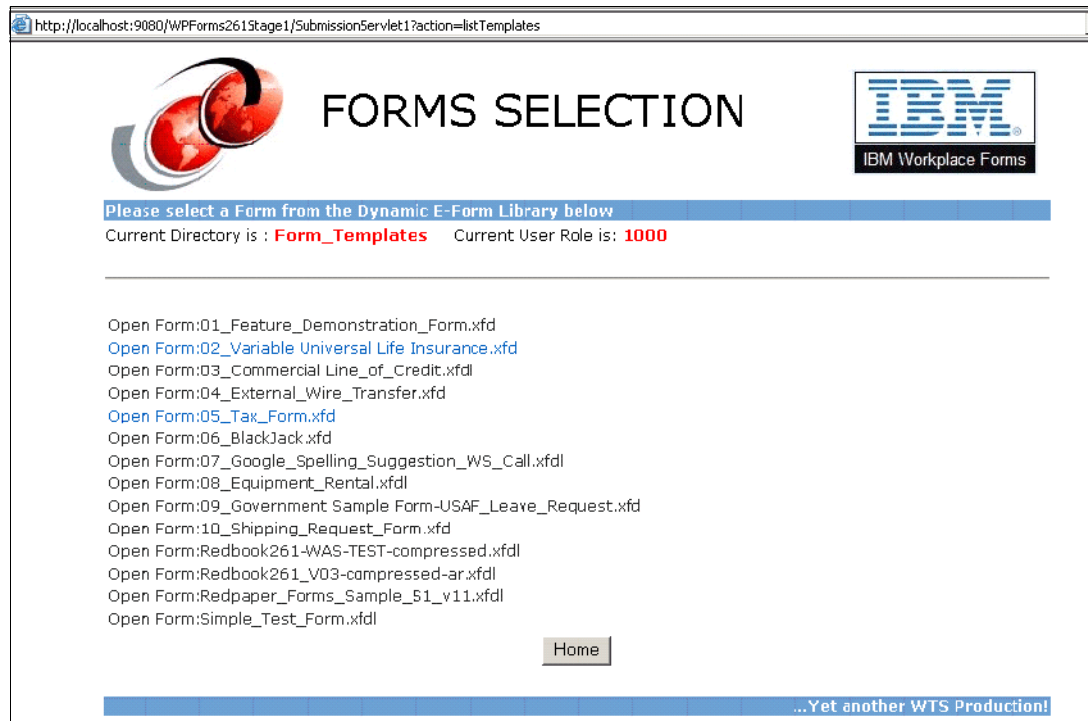 http://localhost:9080/WPForms261Stage1/SubmissionServlet1?action=listTemplates
FORMS SELECTION
IBM
IBM Workplace Forms
Please select a Form from the Dynamic E-Form Library below
Current Directory is : Form_Templates Current User Role is: 1000
Open Form:01_Feature_Demonstration_Form.xfd
Open Form:02_Variable Universal Life Insurance.xfd
Open Form:03_Commercial Line_of_Credit.xfdl
Open Form:04_External_Wire_Transfer.xfd
Open Form:05_Tax_Form.xfd
Open Form:06_BlackJack.xfd
Open Form:07_Google_Spelling_Suggestion_WS_Call.xfdl
Open Form:08_Equipment_Rental.xfdl
Open Form:09_Government Sample Form-USAF_Leave_Request.xfd
Open Form:10_Shipping_Request_Form.xfd
Open Form:Redbook261-WAS-TEST-compressed.xfdl
Open Form:Redbook261_V03-compressed-ar.xfdl
Open Form:Redpaper_Forms_Sample_51_v11.xfdl
Open Form:Simple_Test_Form.xfdl
Home
...Yet another WTS Production!